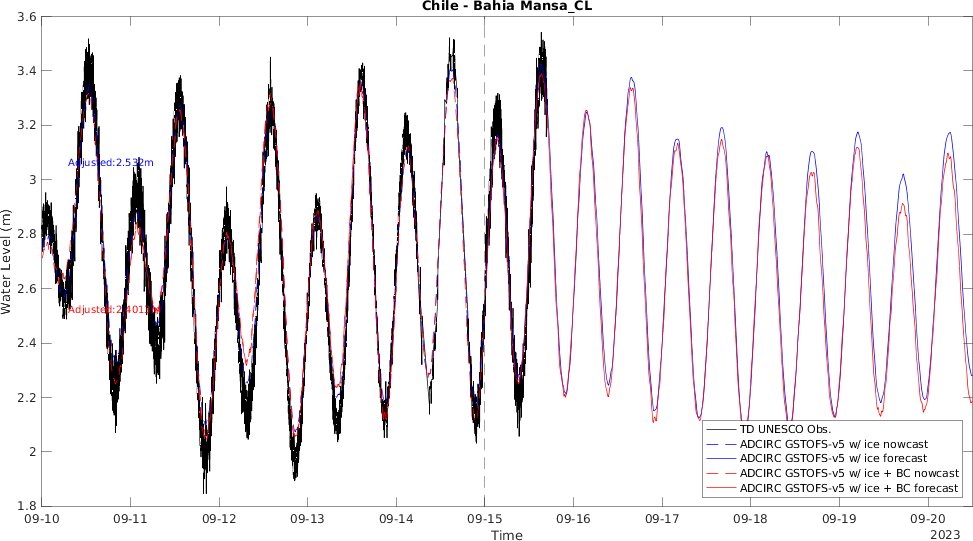 Chile - Bahia Mansa_CL
Water Level (m)
3.6
3.4
3.2
3
2.8
2.6
2.4
2.2
2
1.8
Adjusted:2.532m
TD UNESCO Obs.
ADCIRC GSTOFS-v5 w/ ice nowcast
ADCIRC GSTOFS-v5 w/ ice forecast
ADCIRC GSTOFS-v5 w/ ice + BC nowcast
ADCIRC GSTOFS-v5 w/ ice + BC forecast
09-10
09-11
09-12
09-13
09-14
09-15
09-16
09-17
09-18
09-19
09-20
Time
2023